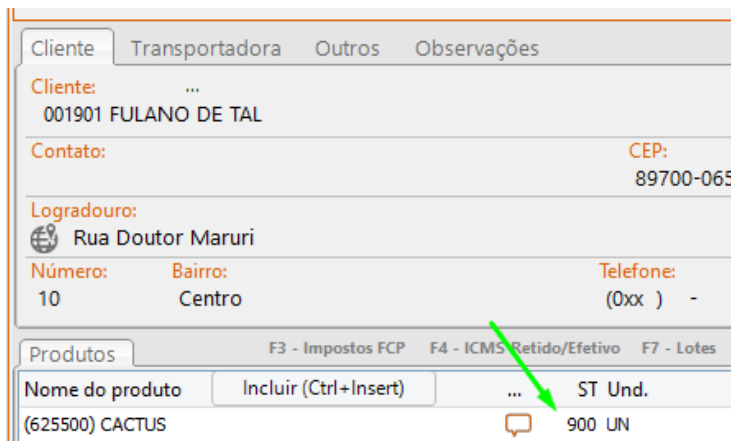 Cliente Transportadora Outros Observações
Cliente: ...
001901 FULANO DE TAL
Contato: CEP:
89700-065
Logradouro:
Rua Doutor Maruri
Número: Bairro: Telefone:
10 Centro (0xx ) -
Produtos F3 - Impostos FCP F4 - ICMS Retido/Efetivo F7 - Lotes
Nome do produto Incluir (Ctrl+Insert) ... ST Und.
(625500) CACTUS 900 UN